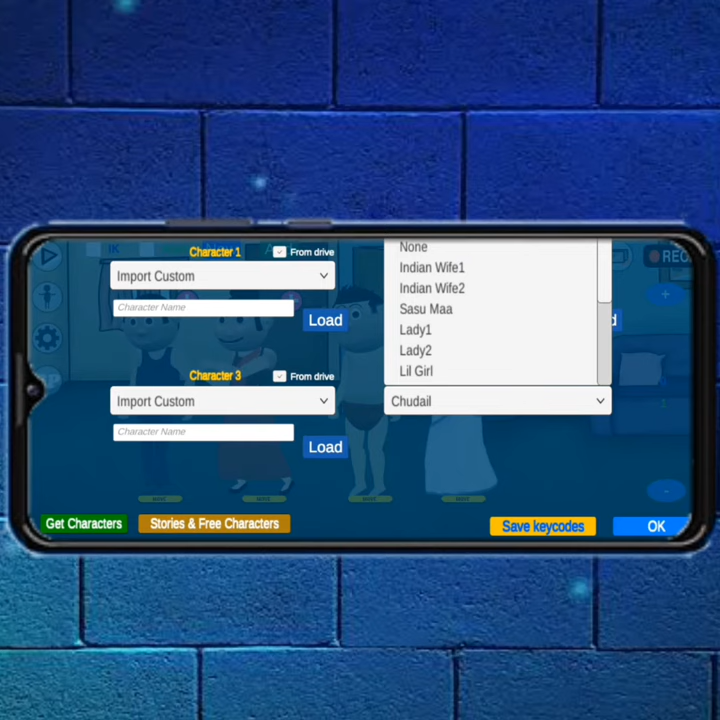 Character 1
From drive
Import Custom
Character Name
Load
Character 3
From drive
Import Custom
Character Name
Load
None
Indian Wife1
Indian Wife2
Sasu Maa
Lady1
Lady2
Lil Girl
Chudail
REC
+
-
Get Characters
Stories & Free Characters
Save keycodes
OK